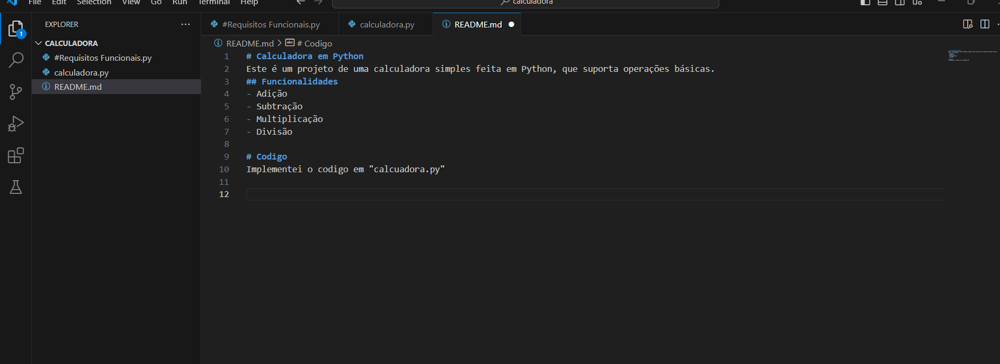 File Edit Selection View Go Run Terminal Help
calculadora
EXPLORER
1
CALCULADORA
#Requisitos Funcionais.py
calculadora.py
README.md
#Requisitos Funcionais.py calculadora.py README.md
README.md > # Codigo
1 # Calculadora em Python
2 Este é um projeto de uma calculadora simples feita em Python, que suporta operações básicas.
3 ## Funcionalidades
4 - Adição
5 - Subtração
6 - Multiplicação
7 - Divisão
8
9 # Codigo
10 Implementei o codigo em "calcuadora.py"
11
12